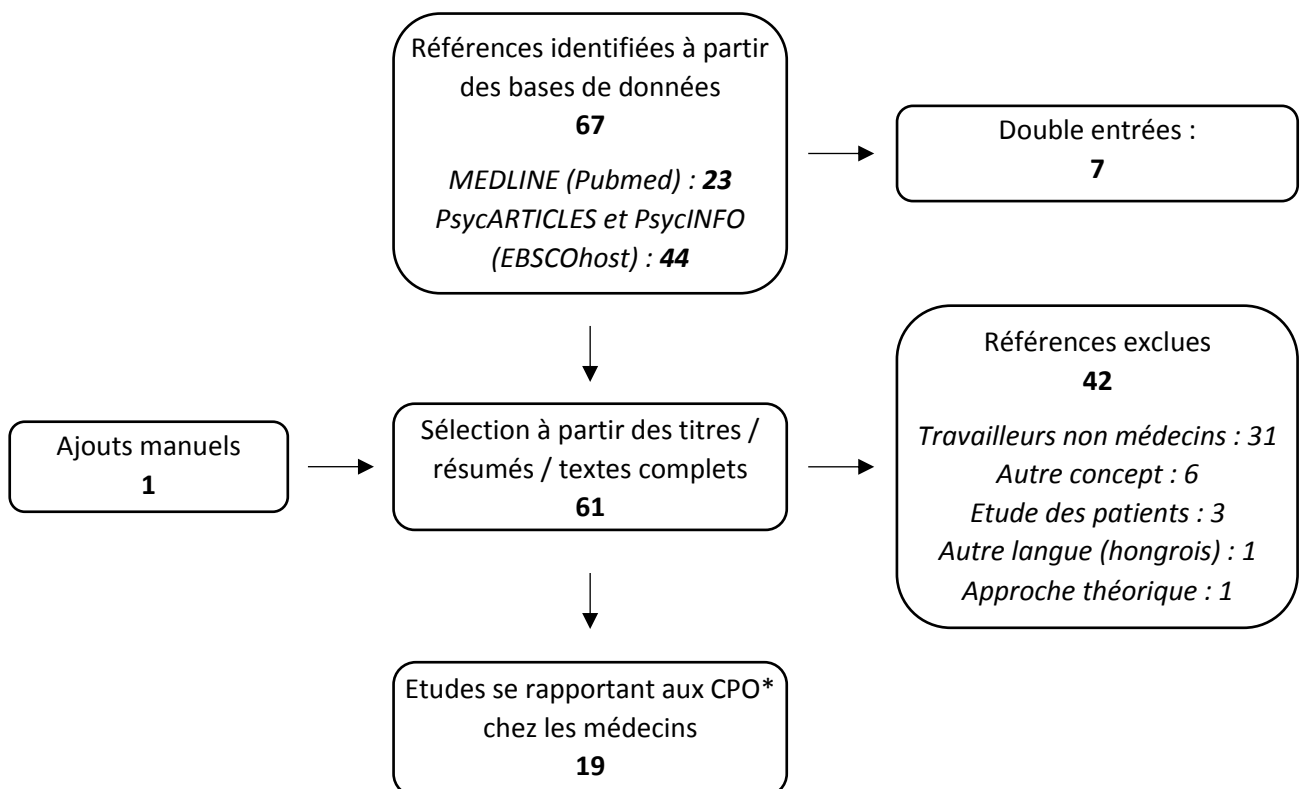 Références identifiées à partir
des bases de données
67
MEDLINE (Pubmed) : 23
PsycARTICLES et PsycINFO
(EBSCOhost) : 44
Double entrées :
7
Ajouts manuels
1
Sélection à partir des titres /
résumés / textes complets
61
Références exclues
42
Travailleurs non médecins : 31
Autre concept : 6
Etude des patients : 3
Autre langue (hongrois) : 1
Approche théorique : 1
Etudes se rapportant aux CPO*
chez les médecins
19